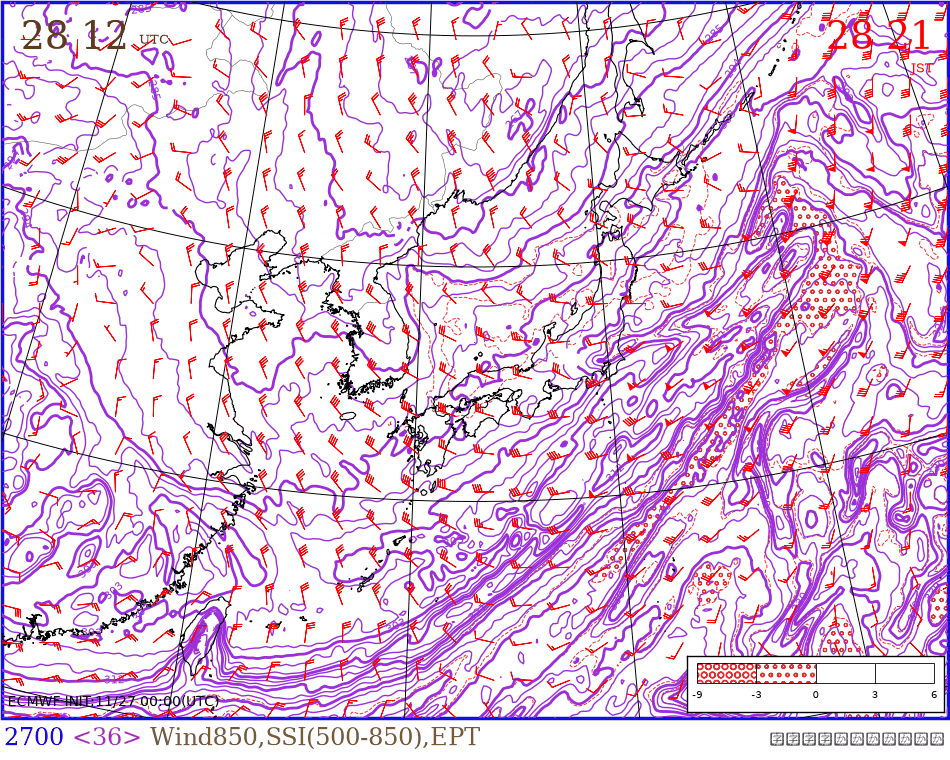 28 12 UTC
28 21
JST
ECMWF INIT:11/27 00:00(UTC)
-9 -3 0 3 6
2700 <36> Wind850,SSI(500-850),EPT